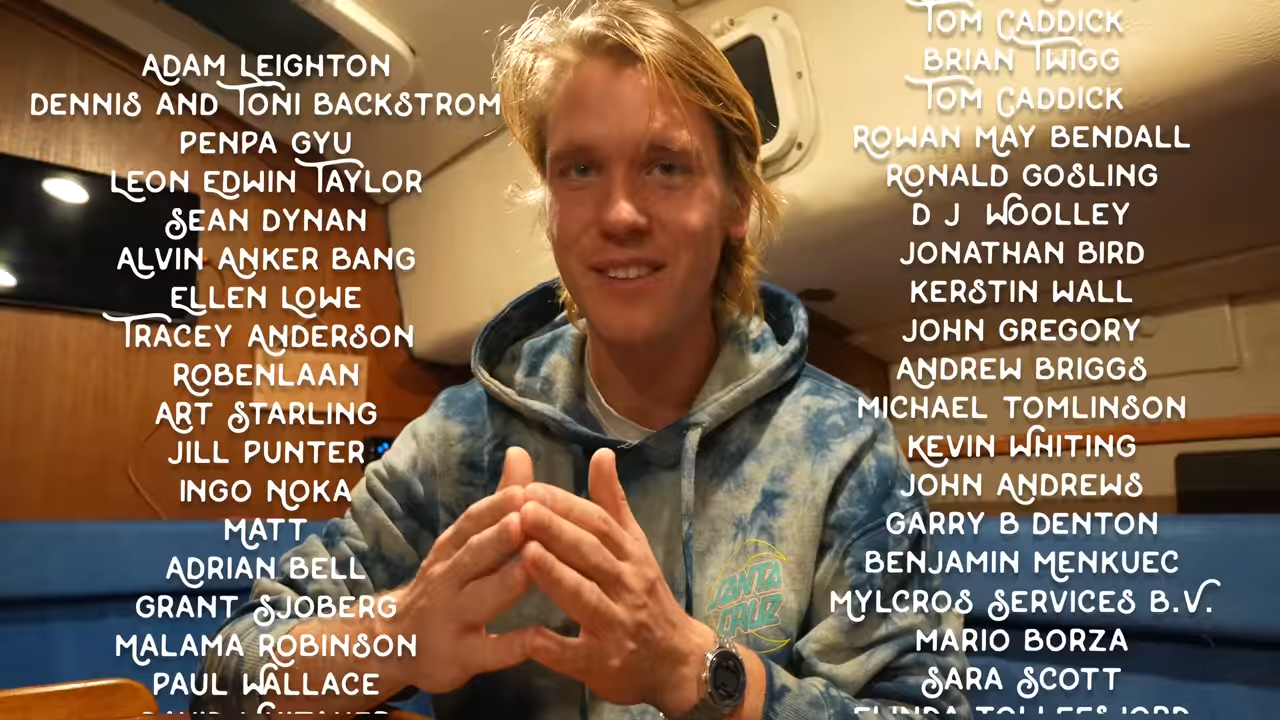 ADAM LEIGHTON
DENNIS AND TONI BACKSTROM
PENPA GYU
LEON EDWIN TAYLOR
SEAN DYNAN
ALVIN ANKER BANG
ELLEN LOWE
TRACEY ANDERSON
ROBENLAAN
ART STARLING
JILL PUNTER
INGO NOKA
MATT
ADRIAN BELL
GRANT SJOBERG
MALAMA ROBINSON
PAUL WALLACE
TOM CADDICK
BRIAN TWIGG
TOM CADDICK
ROWAN MAY BENDALL
RONALD GOSLING
D J WOOLLEY
JONATHAN BIRD
KERSTIN WALL
JOHN GREGORY
ANDREW BRIGGS
MICHAEL TOMLINSON
KEVIN WHITING
JOHN ANDREWS
GARRY B DENTON
BENJAMIN MENKUEC
MYLCROS SERVICES B.V.
MARIO BORZA
SARA SCOTT
SANTA
CRUZ